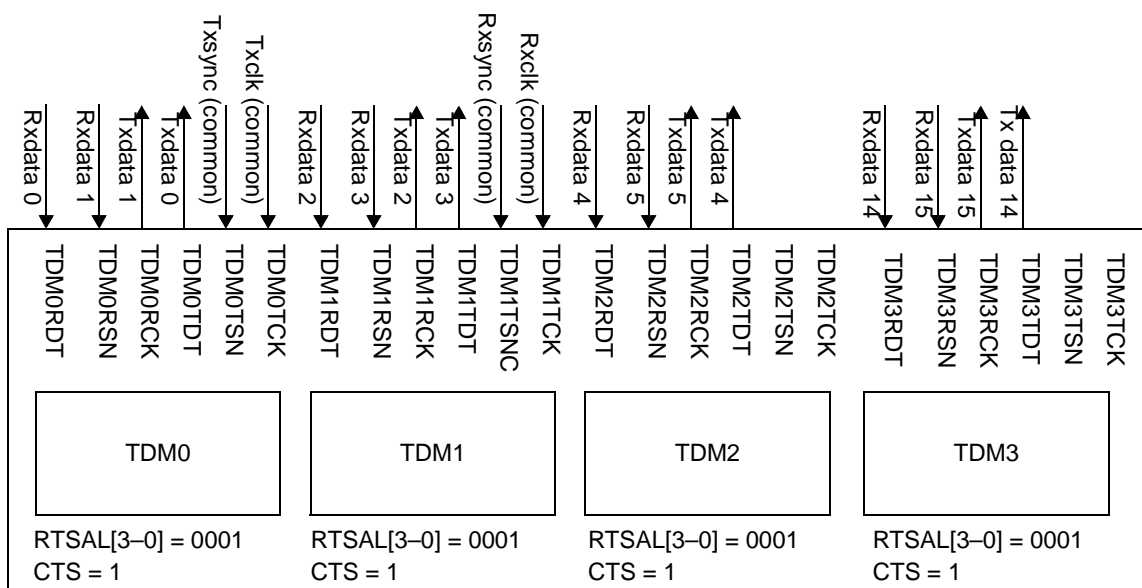 Rxdata 0
Rxdata 1
Txdata 1
Txdata 0
Txsync (common)
Txclk (common)
Rxdata 2
Rxdata 3
Txdata 2
Txdata 3
Rxsync (common)
Rxclk (common)
Rxdata 4
Rxdata 5
Txdata 5
Txdata 4
Rxdata 14
Rxdata 15
Txdata 15
Tx data 14
TDM0RDT
TDM0RSN
TDM0RCK
TDM0TDT
TDM0TSN
TDM0TCK
TDM1RDT
TDM1RSN
TDM1RCK
TDM1TDT
TDM1TSNC
TDM1TCK
TDM2RDT
TDM2RSN
TDM2RCK
TDM2TDT
TDM2TSN
TDM2TCK
TDM3RDT
TDM3RSN
TDM3RCK
TDM3TDT
TDM3TSN
TDM3TCK
TDM0
TDM1
TDM2
TDM3
RTSAL[3–0] = 0001
CTS = 1
RTSAL[3–0] = 0001
CTS = 1
RTSAL[3–0] = 0001
CTS = 1
RTSAL[3–0] = 0001
CTS = 1